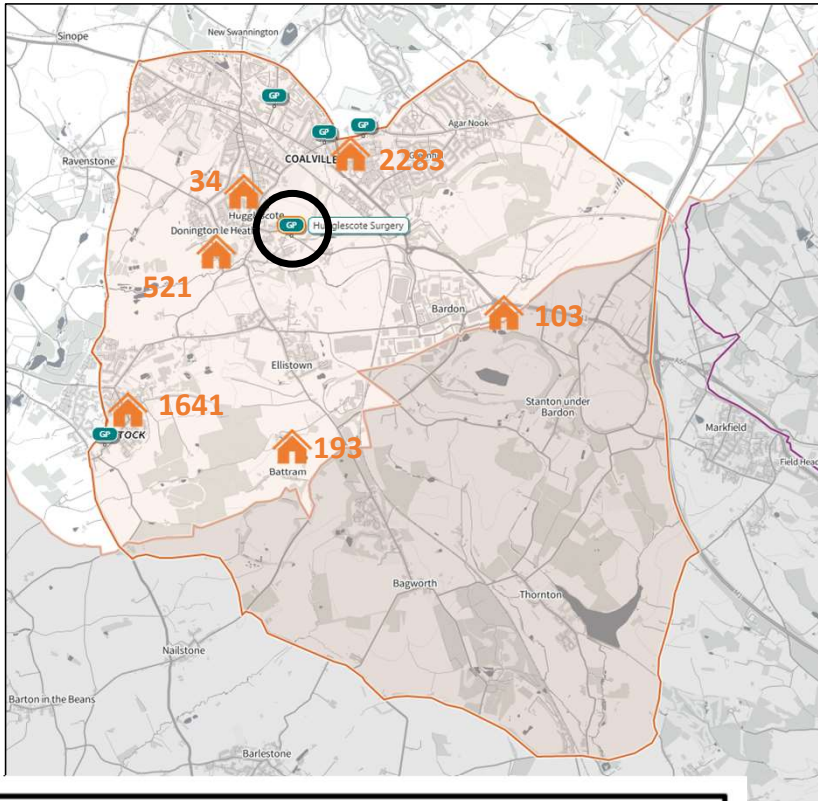 New Swannington
Sinope
GP
GP
GP
Agar Nook
COALVILLE
2283
Ravenstone
34
Hugglescote
GP Hugglescote Surgery
Donington le Heath
521
Bardon
103
Ellistown
1641
Stanton under
Bardon
GP
TOCK
193
Markfield
Battram
Field Head
Bagworth
Thornton
Nailstone
Barton in the Beans
Barlestone